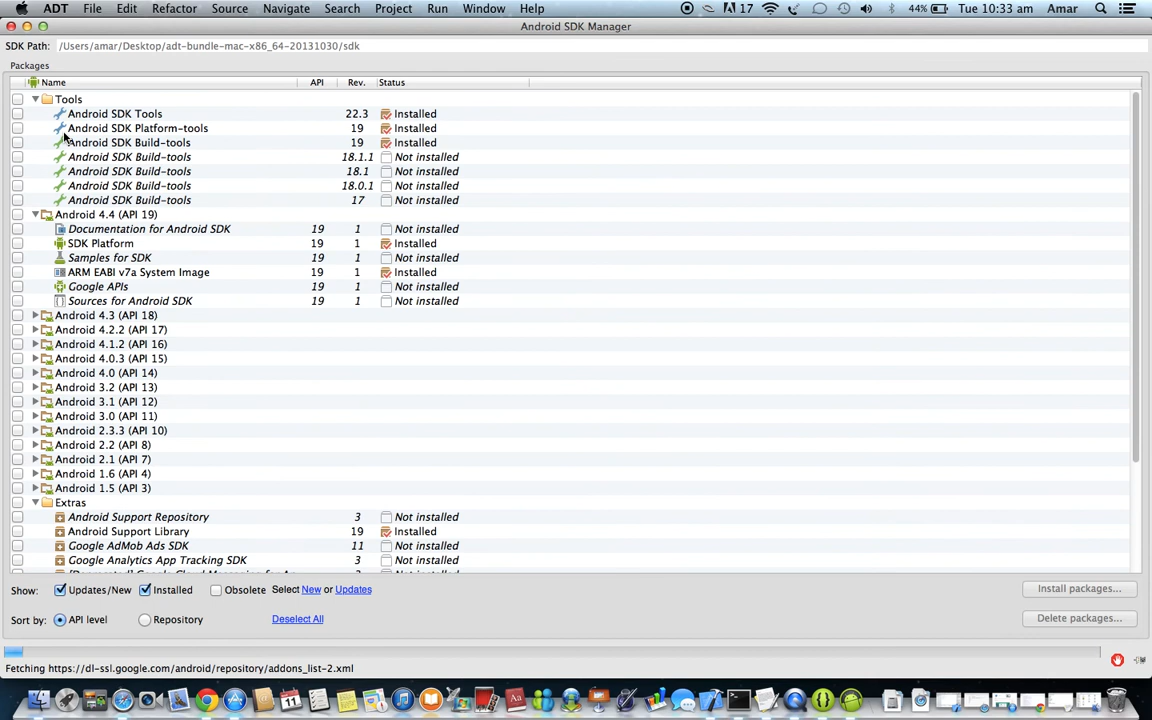 ADT File Edit Refactor Source Navigate Search Project Run Window Help 17 44% Tue 10:33 am Amar
Android SDK Manager
SDK Path: /Users/amar/Desktop/adt-bundle-mac-x86_64-20131030/sdk
Packages
Name API Rev. Status
Tools
Android SDK Tools 22.3 Installed
Android SDK Platform-tools 19 Installed
Android SDK Build-tools 19 Installed
Android SDK Build-tools 18.1.1 Not installed
Android SDK Build-tools 18.1 Not installed
Android SDK Build-tools 18.0.1 Not installed
Android SDK Build-tools 17 Not installed
Android 4.4 (API 19)
Documentation for Android SDK 19 1 Not installed
SDK Platform 19 1 Installed
Samples for SDK 19 1 Not installed
ARM EABI v7a System Image 19 1 Installed
Google APIs 19 1 Not installed
Sources for Android SDK 19 1 Not installed
Android 4.3 (API 18)
Android 4.2.2 (API 17)
Android 4.1.2 (API 16)
Android 4.0.3 (API 15)
Android 4.0 (API 14)
Android 3.2 (API 13)
Android 3.1 (API 12)
Android 3.0 (API 11)
Android 2.3.3 (API 10)
Android 2.2 (API 8)
Android 2.1 (API 7)
Android 1.6 (API 4)
Android 1.5 (API 3)
Extras
Android Support Repository 3 Not installed
Android Support Library 19 Installed
Google AdMob Ads SDK 11 Not installed
Google Analytics App Tracking SDK 3 Not installed
Show: Updates/New Installed Obsolete Select New or Updates Install packages...
Sort by: API level Repository Deselect All Delete packages...
Fetching https://dl-ssl.google.com/android/repository/addons_list-2.xml